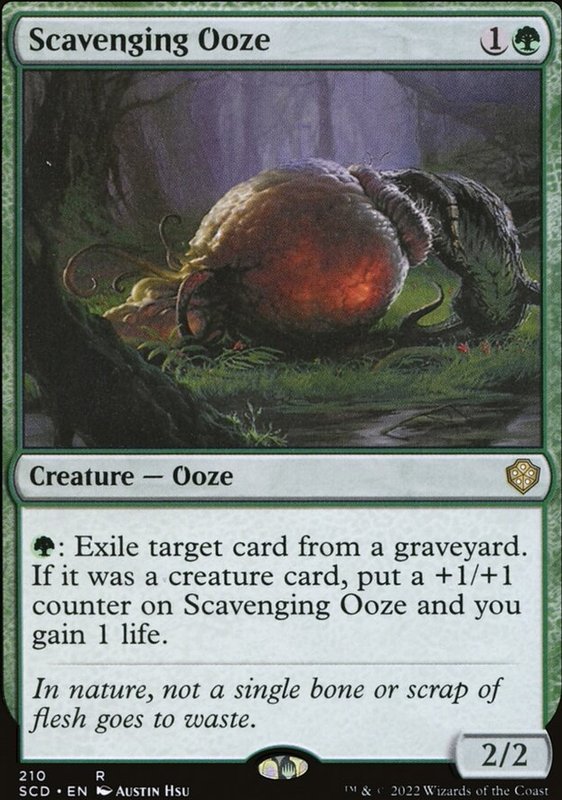 Scavenging Ooze 1
Creature — Ooze
: Exile target card from a graveyard.
If it was a creature card, put a +1/+1
counter on Scavenging Ooze and you
gain 1 life.
In nature, not a single bone or scrap of
flesh goes to waste.
2/2
210 R
SCD • EN Austin Hsu
™ & © 2022 Wizards of the Coast